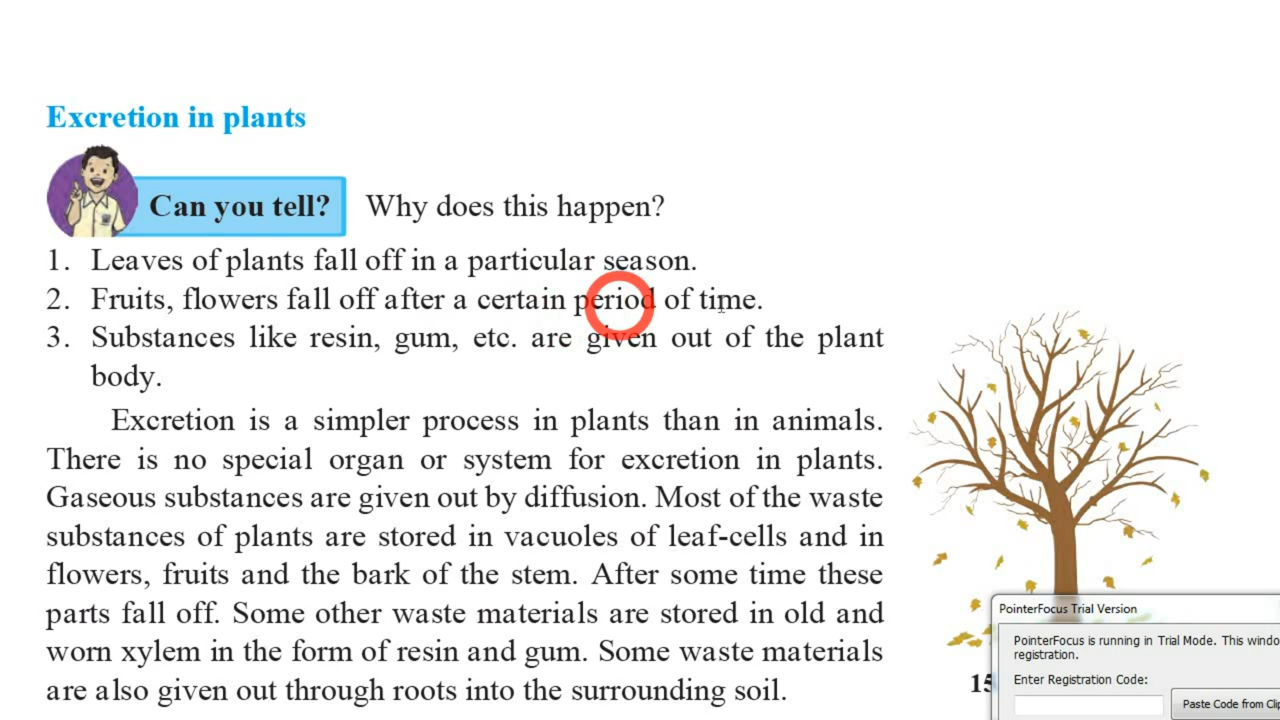 Excretion in plants
Can you tell? Why does this happen?
1. Leaves of plants fall off in a particular season.
2. Fruits, flowers fall off after a certain period of time.
3. Substances like resin, gum, etc. are given out of the plant
body.
Excretion is a simpler process in plants than in animals.
There is no special organ or system for excretion in plants.
Gaseous substances are given out by diffusion. Most of the waste
substances of plants are stored in vacuoles of leaf-cells and in
flowers, fruits and the bark of the stem. After some time these
parts fall off. Some other waste materials are stored in old and
worn xylem in the form of resin and gum. Some waste materials
are also given out through roots into the surrounding soil.
15
PointerFocus Trial Version
PointerFocus is running in Trial Mode. This
registration.
Enter Registration Code:
Paste Code from